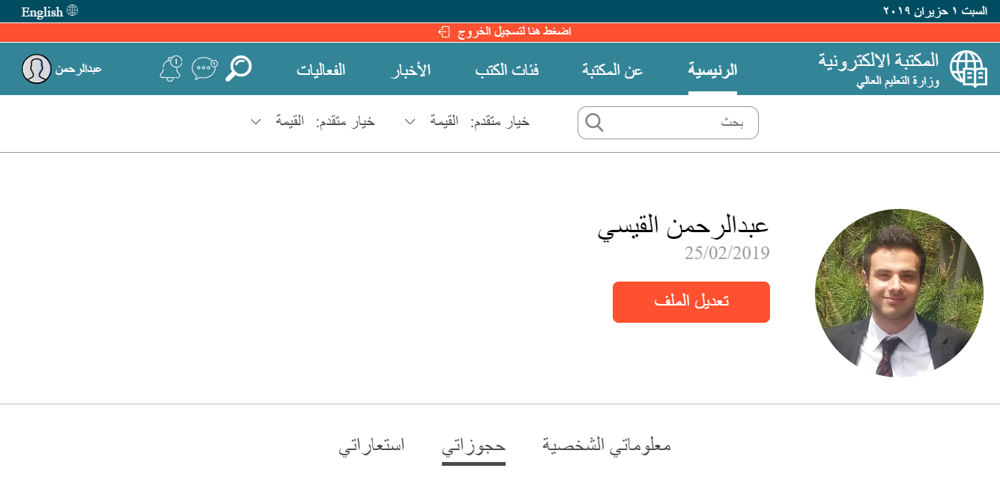 السبت ١ حزيران ٢٠١٩
English
اضغط هنا لتسجيل الخروج
المكتبة الالكترونية
وزارة التعليم العالي
الرئيسية
عن المكتبة
فئات الكتب
الأخبار
الفعاليات
عبدالرحمن
بحث
خيار متقدم: القيمة
خيار متقدم: القيمة
عبدالرحمن القيسي
25/02/2019
تعديل الملف
معلوماتي الشخصية
حجوزاتي
استعاراتي